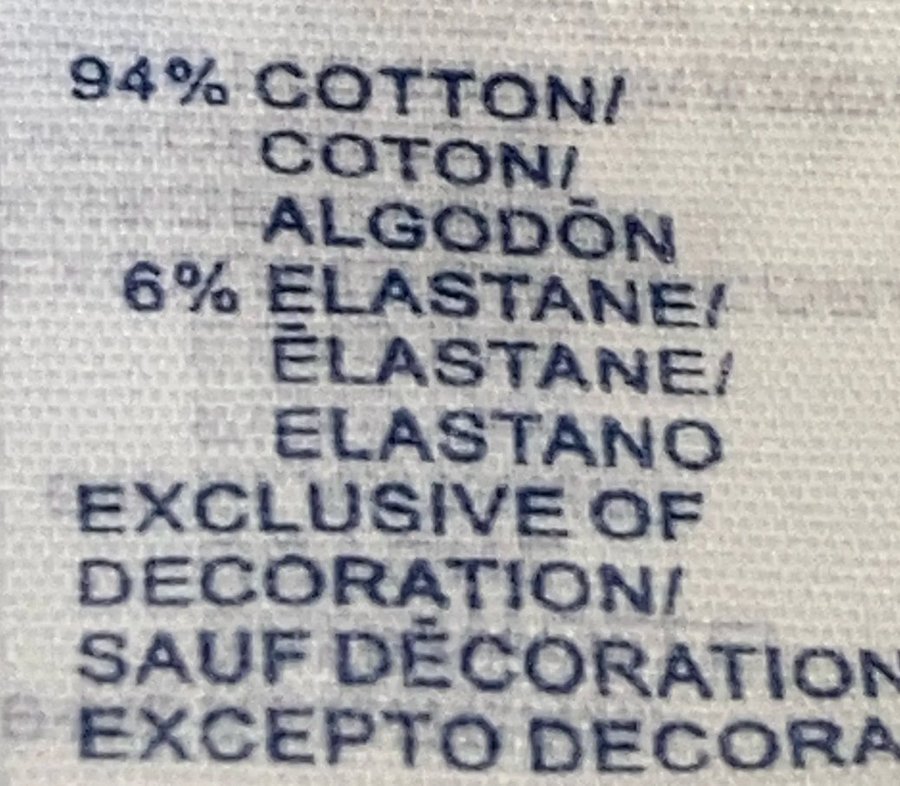 94% COTTON/
COTON/
ALGODÓN
6% ELASTANE/
ÉLASTANE/
ELASTANO
EXCLUSIVE OF
DECORATION/
SAUF DÉCORATION
EXCEPTO DECORA